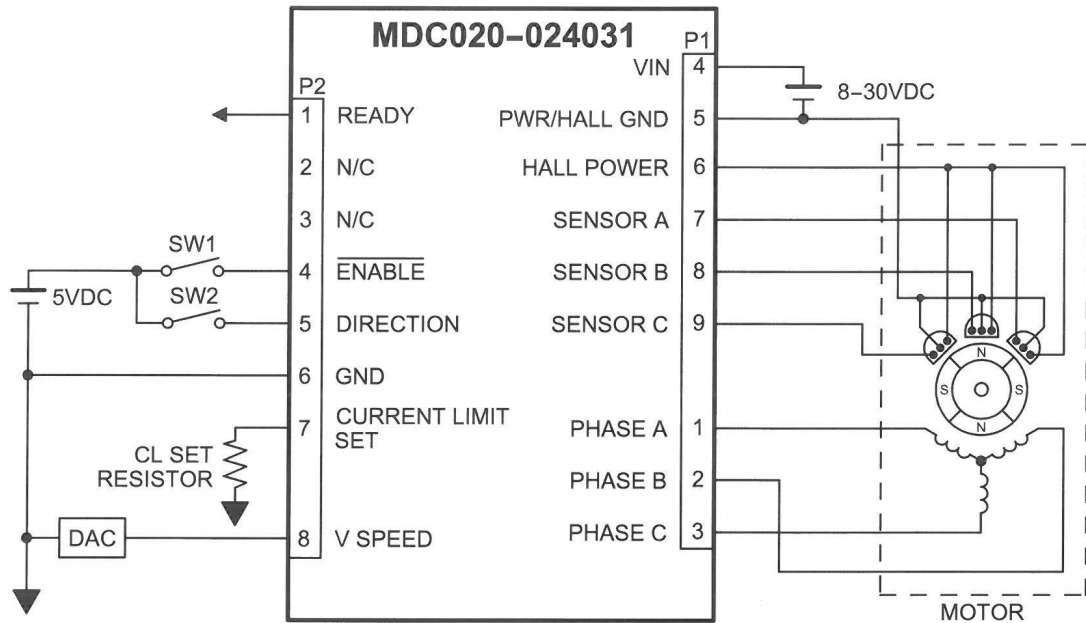 MDC020-024031
P2
P1
1 READY
2 N/C
3 N/C
4 ENABLE
5 DIRECTION
6 GND
7 CURRENT LIMIT
SET
8 V SPEED
VIN 4
PWR/HALL GND 5
HALL POWER 6
SENSOR A 7
SENSOR B 8
SENSOR C 9
PHASE A 1
PHASE B 2
PHASE C 3
SW1
SW2
5VDC
CL SET
RESISTOR
DAC
8-30VDC
N
S
S
N
MOTOR